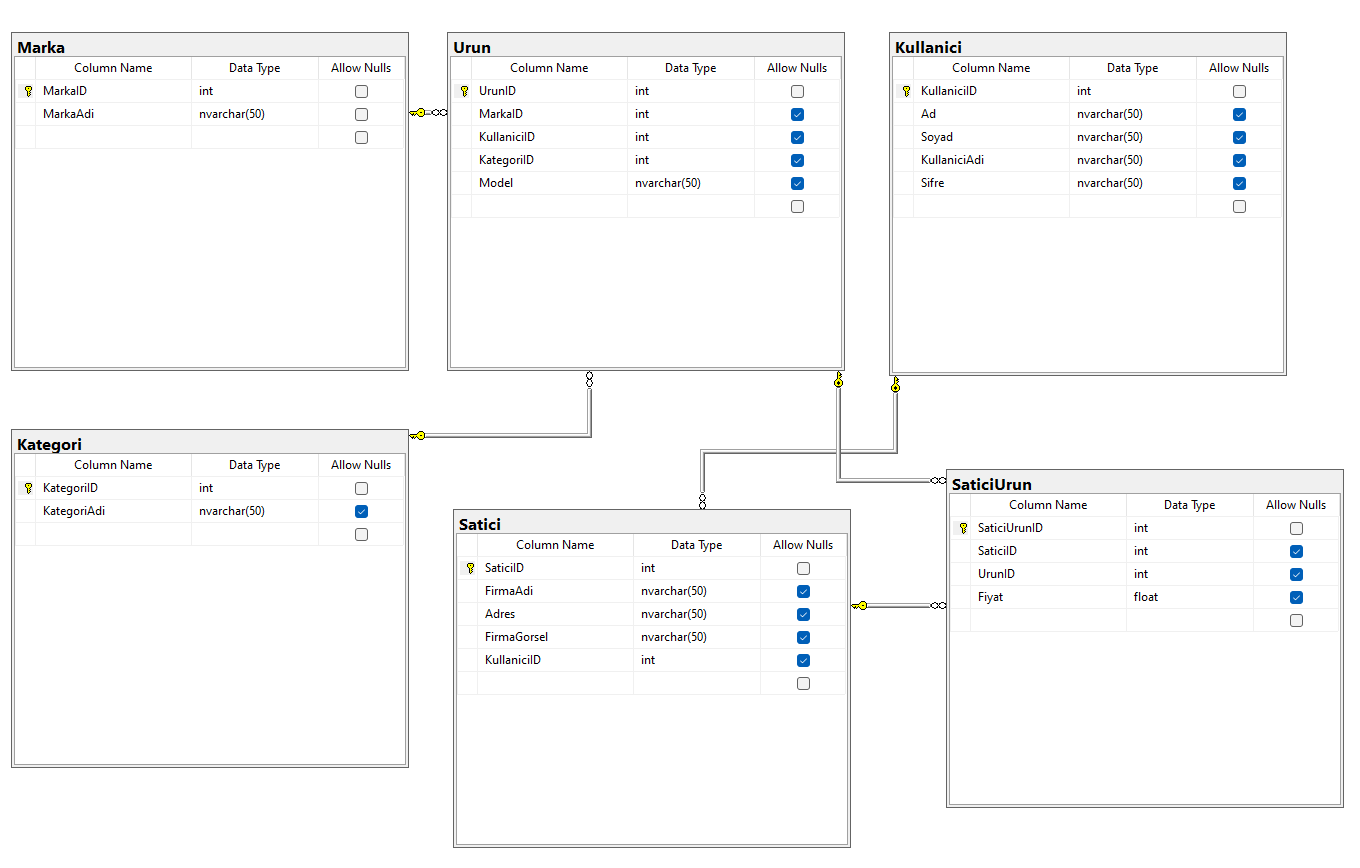 Marka
Column Name Data Type Allow Nulls
MarkaID int
MarkaAdi nvarchar(50)
Urun
Column Name Data Type Allow Nulls
UrunID int
MarkaID int
KullaniciID int
KategoriID int
Model nvarchar(50)
Kullanici
Column Name Data Type Allow Nulls
KullaniciID int
Ad nvarchar(50)
Soyad nvarchar(50)
KullaniciAdi nvarchar(50)
Sifre nvarchar(50)
Kategori
Column Name Data Type Allow Nulls
KategoriID int
KategoriAdi nvarchar(50)
Satici
Column Name Data Type Allow Nulls
SaticiID int
FirmaAdi nvarchar(50)
Adres nvarchar(50)
FirmaGorsel nvarchar(50)
KullaniciID int
SaticiUrun
Column Name Data Type Allow Nulls
SaticiUrunID int
SaticiID int
UrunID int
Fiyat float